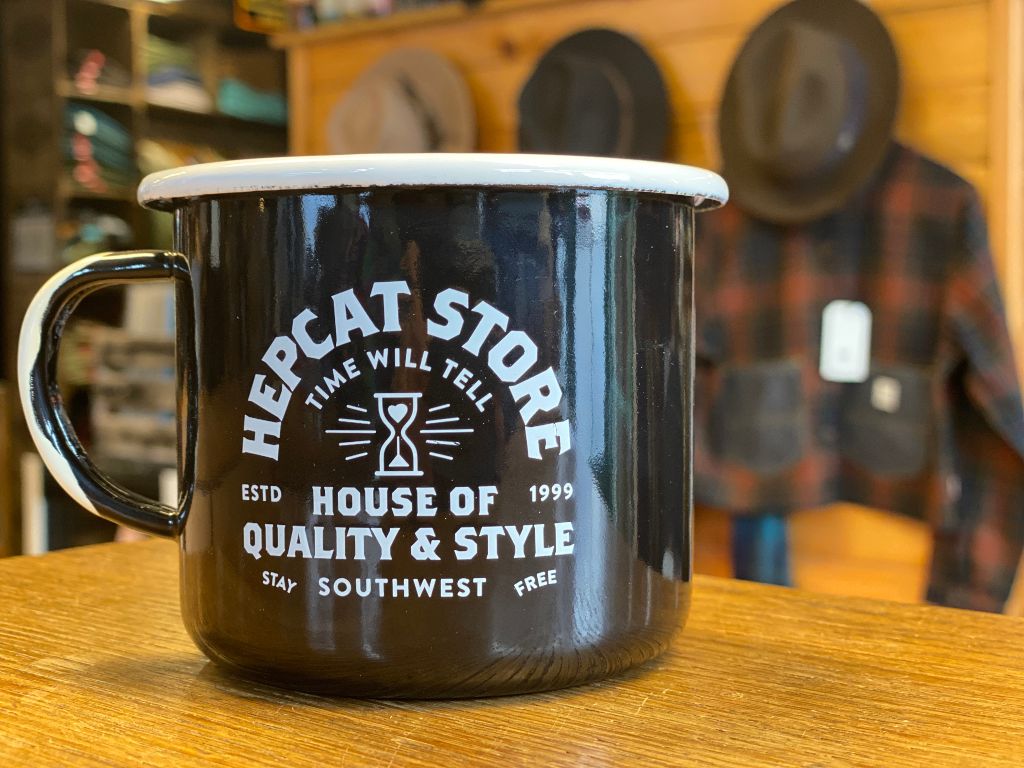 HEPCAT STORE
TIME WILL TELL
ESTD HOUSE OF 1999
QUALITY & STYLE
STAY SOUTHWEST FREE